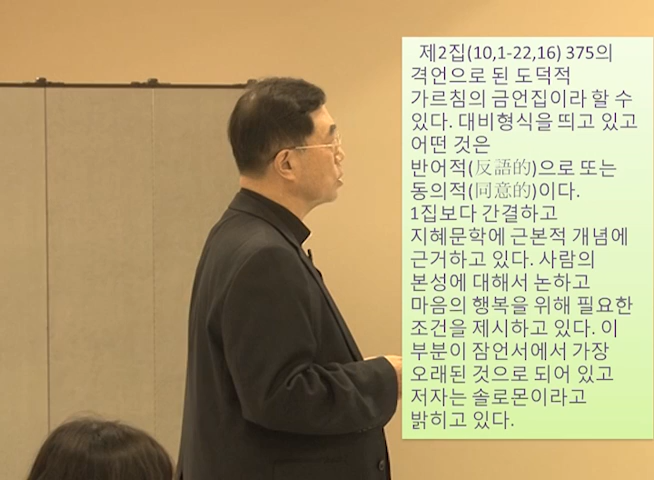 제2집(10,1-22,16) 375의
격언으로 된 도덕적
가르침의 금언집이라 할 수
있다. 대비형식을 띄고 있고
어떤 것은
반어적(反語的)으로 또는
동의적(同意的)이다.
1집보다 간결하고
지혜문학에 근본적 개념에
근거하고 있다. 사람의
본성에 대해서 논하고
마음의 행복을 위해 필요한
조건을 제시하고 있다. 이
부분이 잠언서에서 가장
오래된 것으로 되어 있고
저자는 솔로몬이라고
밝히고 있다.